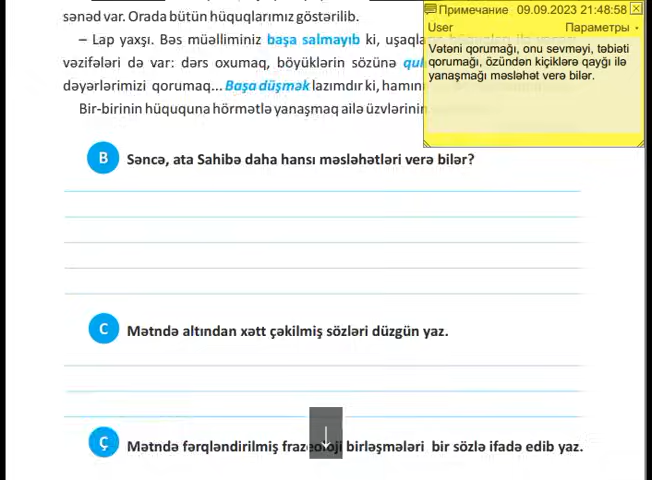 sənəd var. Orada bütün hüquqlarımız göstərilib.
– Lap yaxşı. Bəs müəlliminiz başa salmayıb ki, uşaqla
vəzifələri də var: dərs oxumaq, böyüklərin sözünə qul
dəyərlərimizi qorumaq... Başa düşmək lazımdır ki, hamın
Bir-birinin hüququna hörmətlə yanaşmaq ailə üzvlərinin
Примечание 09.09.2023 21:48:58
User Параметры
Vətəni qorumağı, onu sevməyi, təbiəti
qorumağı, özündən kiçiklərə qayğı ilə
yanaşmağı məsləhət verə bilər.
B Səncə, ata Sahibə daha hansı məsləhətləri verə bilər?
C Mətndə altından xətt çəkilmiş sözləri düzgün yaz.
Ç Mətndə fərqləndirilmiş frazeoloji birləşmələri bir sözlə ifadə edib yaz.